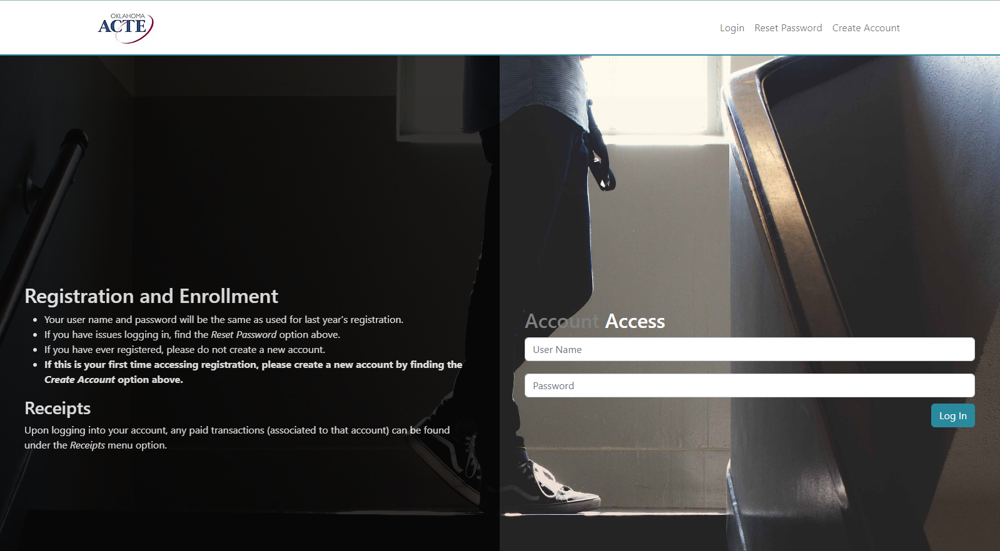 OKLAHOMA
ACTE
Login Reset Password Create Account
Registration and Enrollment
Your user name and password will be the same as used for last year's registration.
If you have issues logging in, find the Reset Password option above.
If you have ever registered, please do not create a new account.
If this is your first time accessing registration, please create a new account by finding the
Create Account option above.
Receipts
Upon logging into your account, any paid transactions (associated to that account) can be found
under the Receipts menu option.
Account Access
User Name
Password
Log In